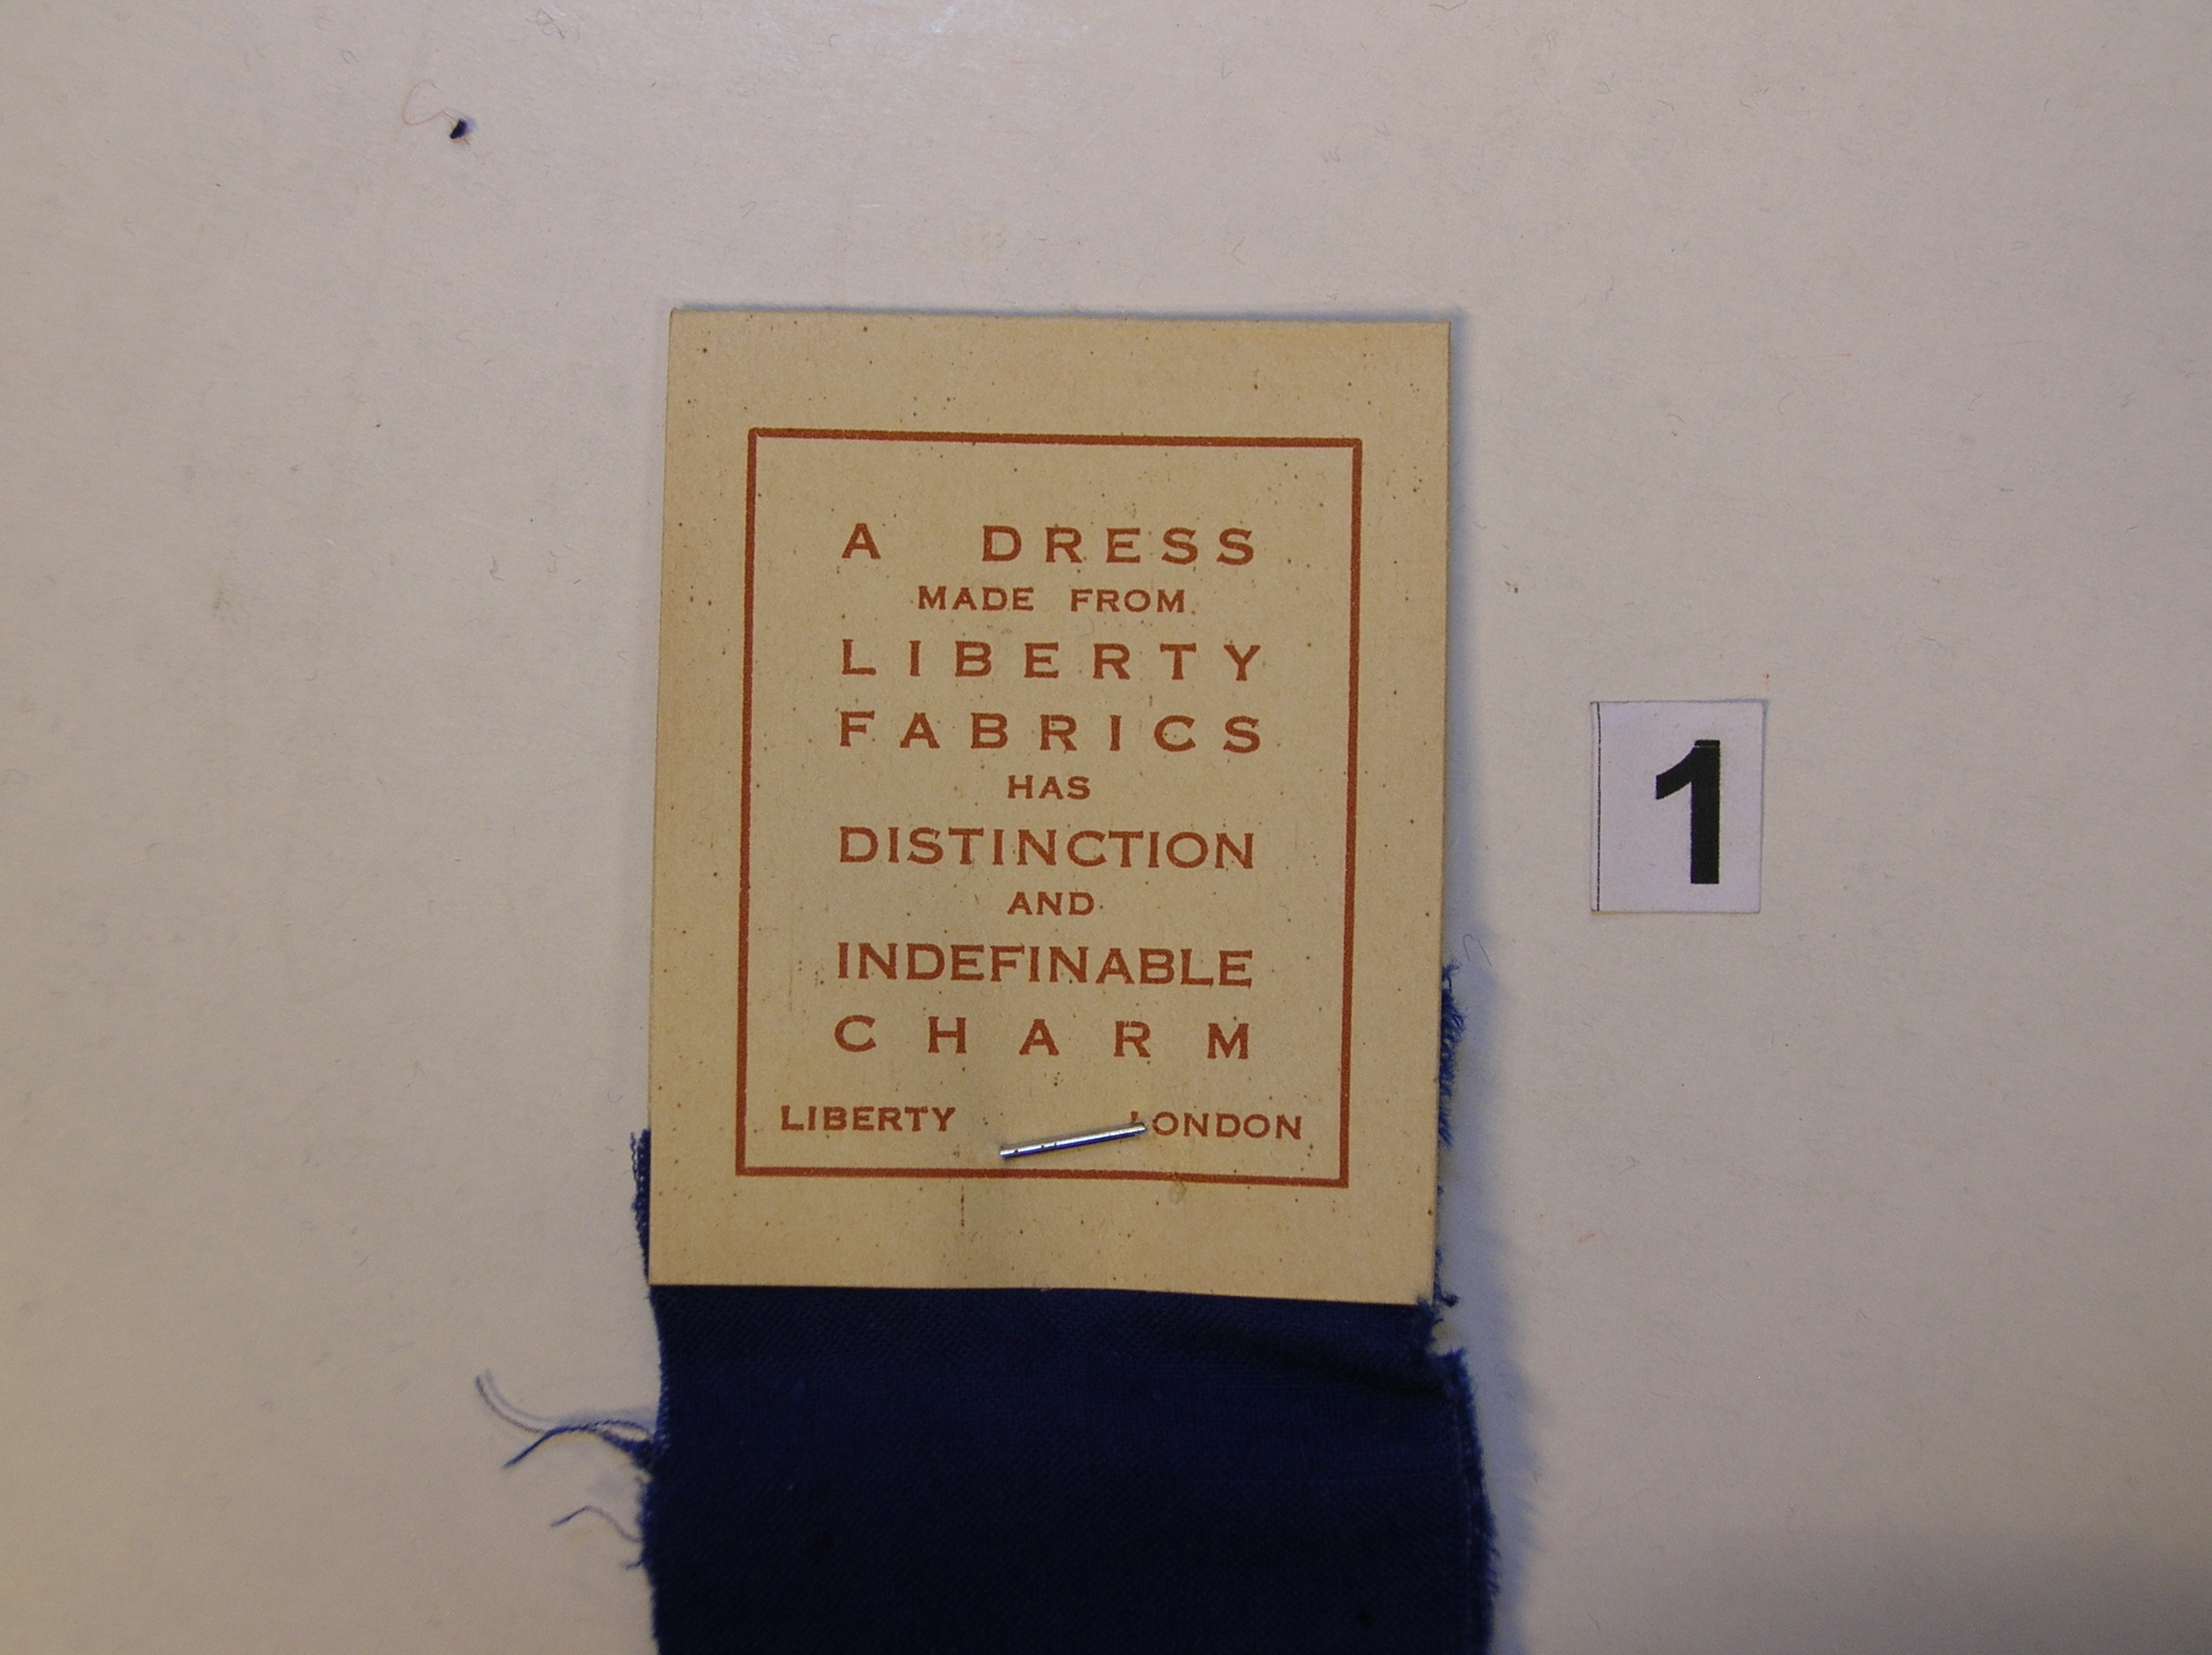 A DRESS
MADE FROM
LIBERTY
FABRICS
HAS
DISTINCTION
AND
INDEFINABLE
CHARM
LIBERTY LONDON
1